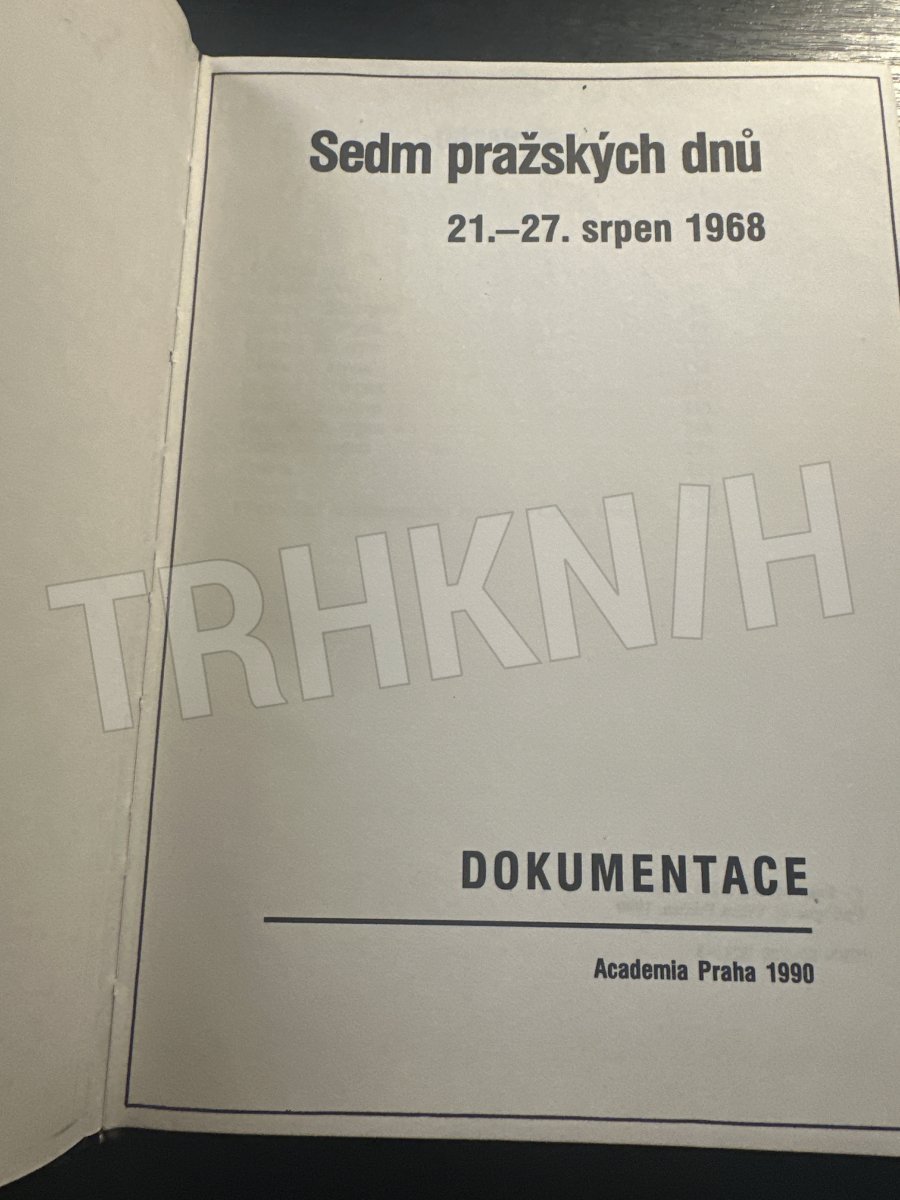 Sedm pražských dnů
21.–27. srpen 1968
TRHKNIH
DOKUMENTACE
Academia Praha 1990